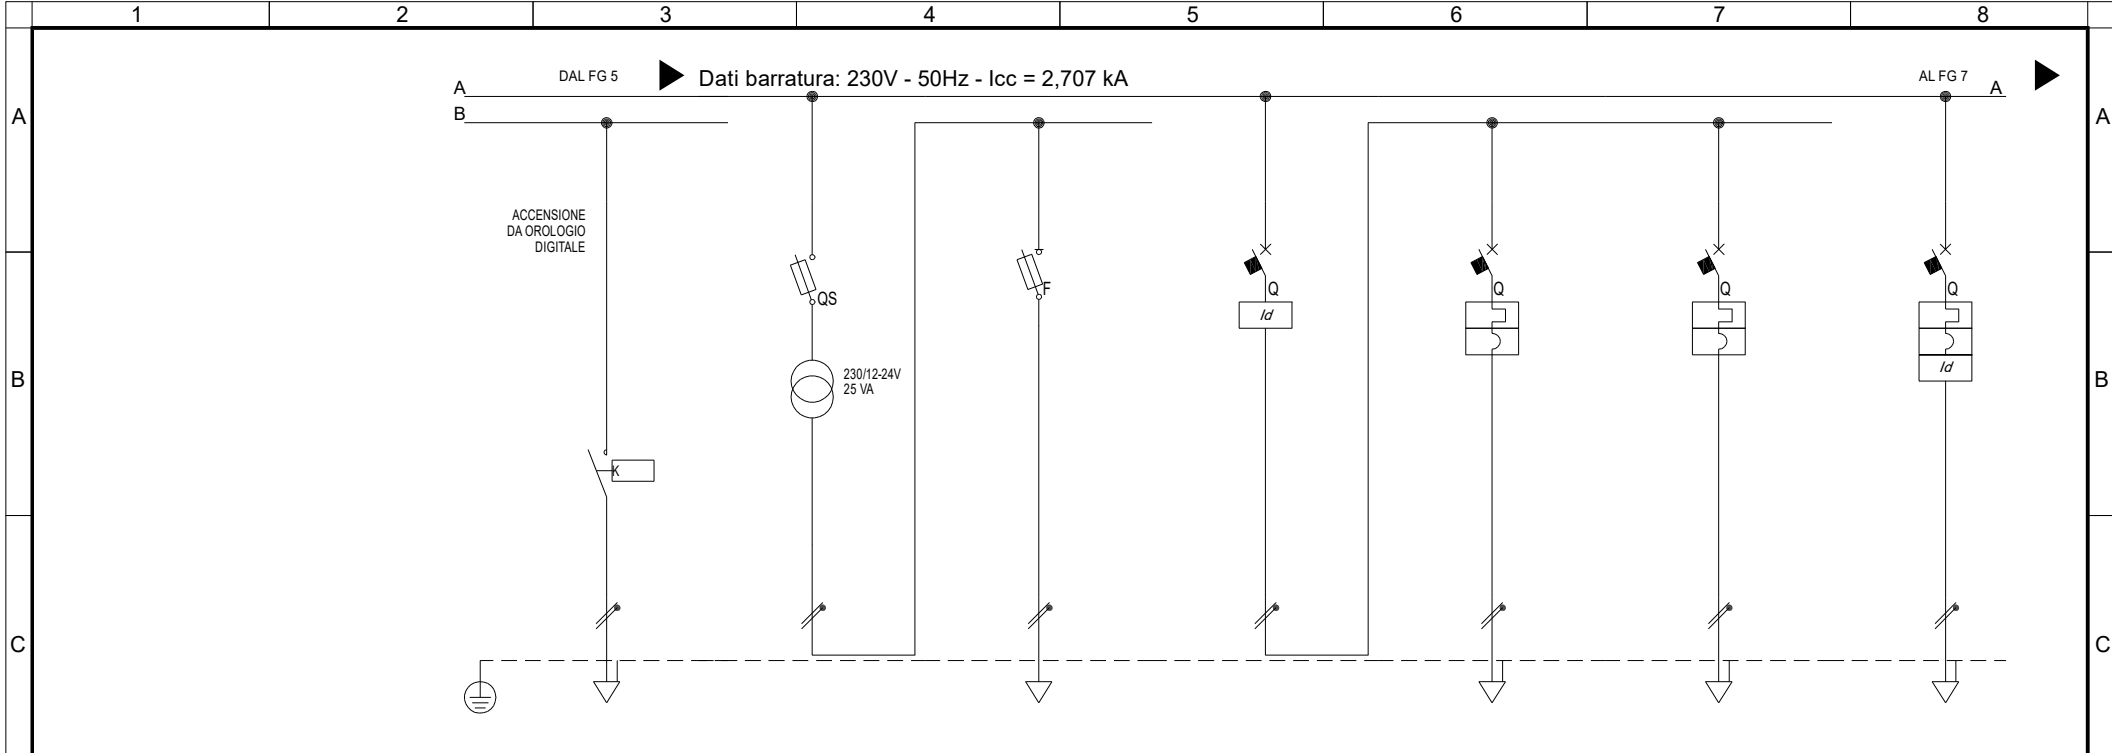 1 2 3 4 5 6 7 8
DAL FG 5 Dati barratura: 230V - 50Hz - Icc = 2,707 kA AL FG 7
A A
B
A A
ACCENSIONE
DA OROLOGIO
DIGITALE
QS F Q Q Q Q
Id
230/12-24V
25 VA
Id
B B
K
C C